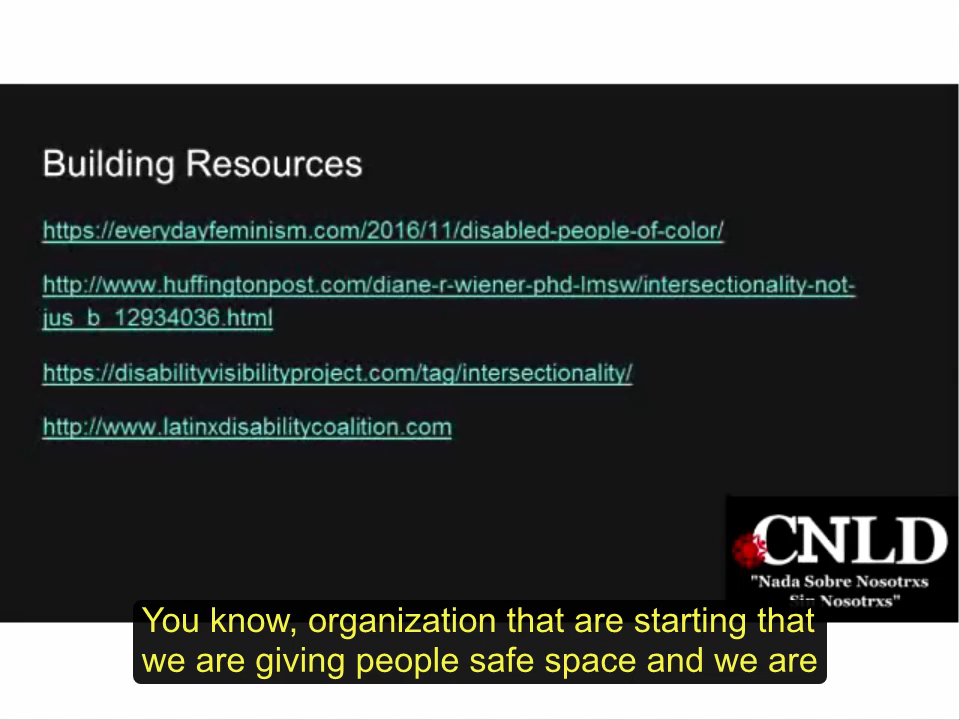 Building Resources
https://everydayfeminism.com/2016/11/disabled-people-of-color/
http://www.huffingtonpost.com/diane-r-wiener-phd-lmsw/intersectionality-not-
jus_b_12934036.html
https://disabilityvisibilityproject.com/tag/intersectionality/
http://www.latinxdisabilitycoalition.com
CNLD
"Nada Sobre Nosotrxs
Sin Nosotrxs"
You know, organization that are starting that
we are giving people safe space and we are